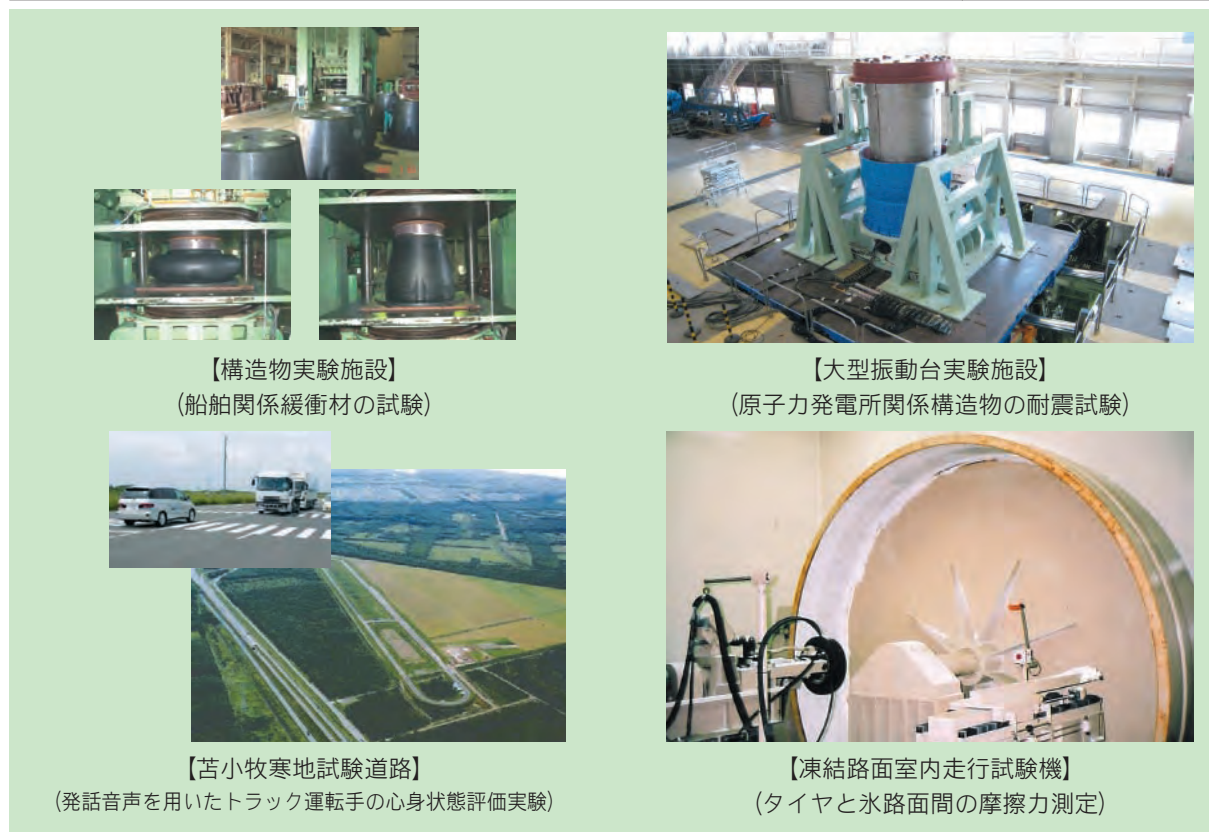 【構造物実験施設】
(船舶関係緩衝材の試験)
【大型振動台実験施設】
(原子力発電所関係構造物の耐震試験)
【苫小牧寒地試験道路】
(発話音声を用いたトラック運転手の心身状態評価実験)
【凍結路面室内走行試験機】
(タイヤと氷路面間の摩擦力測定)